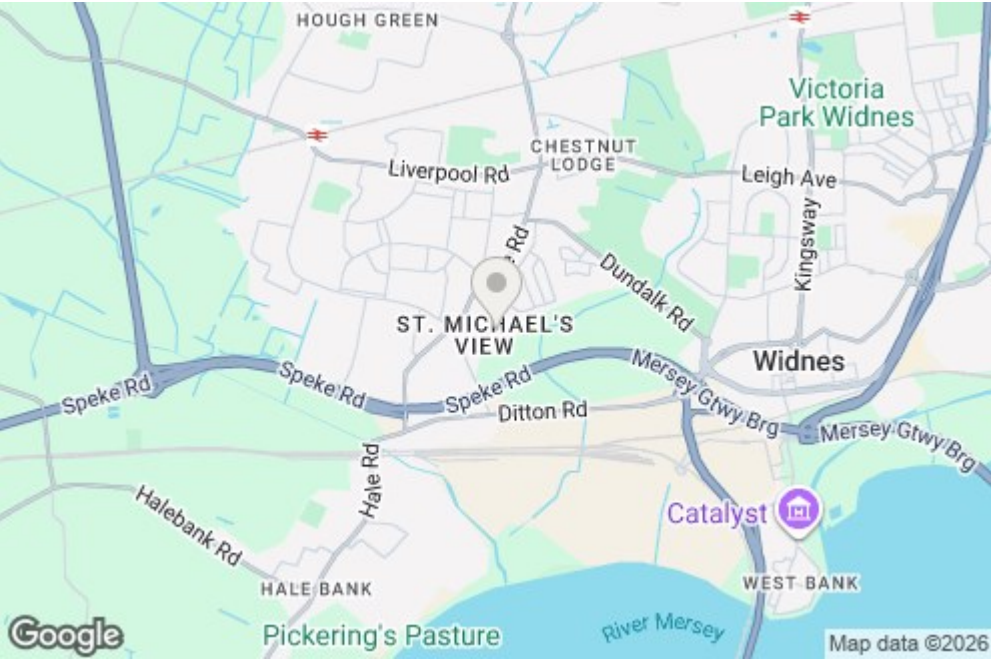 HOUGH GREEN
Victoria
Park Widnes
CHESTNUT
LODGE
Liverpool Rd
Leigh Ave
Kingsway
Rd
Dundalk Rd
ST. MICHAEL'S
VIEW
Widnes
Speke Rd
Speke Rd
Speke Rd
Mersey Gtwy Brg
Ditton Rd
Mersey Gtwy Brg
Hale Rd
Halebank Rd
Catalyst
HALE BANK
WEST BANK
Pickering's Pasture
River Mersey
Google
Map data ©2026